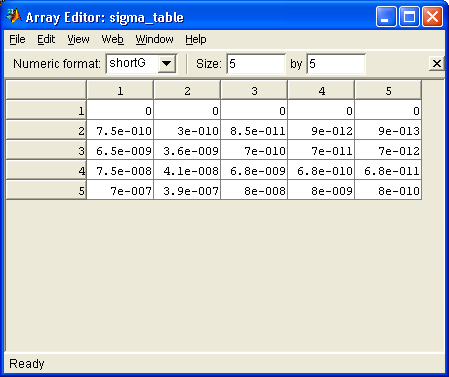 Array Editor: sigma_table
File Edit View Web Window Help
Numeric format: shortG Size: 5 by 5
1 2 3 4 5
1 0 0 0 0 0
2 7.5e-010 3e-010 8.5e-011 9e-012 9e-013
3 6.5e-009 3.6e-009 7e-010 7e-011 7e-012
4 7.5e-008 4.1e-008 6.8e-009 6.8e-010 6.8e-011
5 7e-007 3.9e-007 8e-008 8e-009 8e-010
Ready